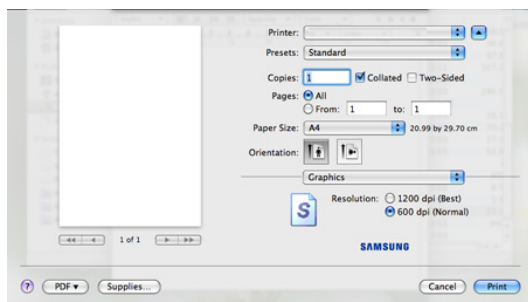 Printer:
Presets: Standard
Copies: 1 Collated Two-Sided
Pages: All
From: 1 to: 1
Paper Size: A4 20.99 by 29.70 cm
Orientation:
Graphics
Resolution: 1200 dpi (Best)
600 dpi (Normal)
S
SAMSUNG
1 of 1
? PDF Supplies... Cancel Print